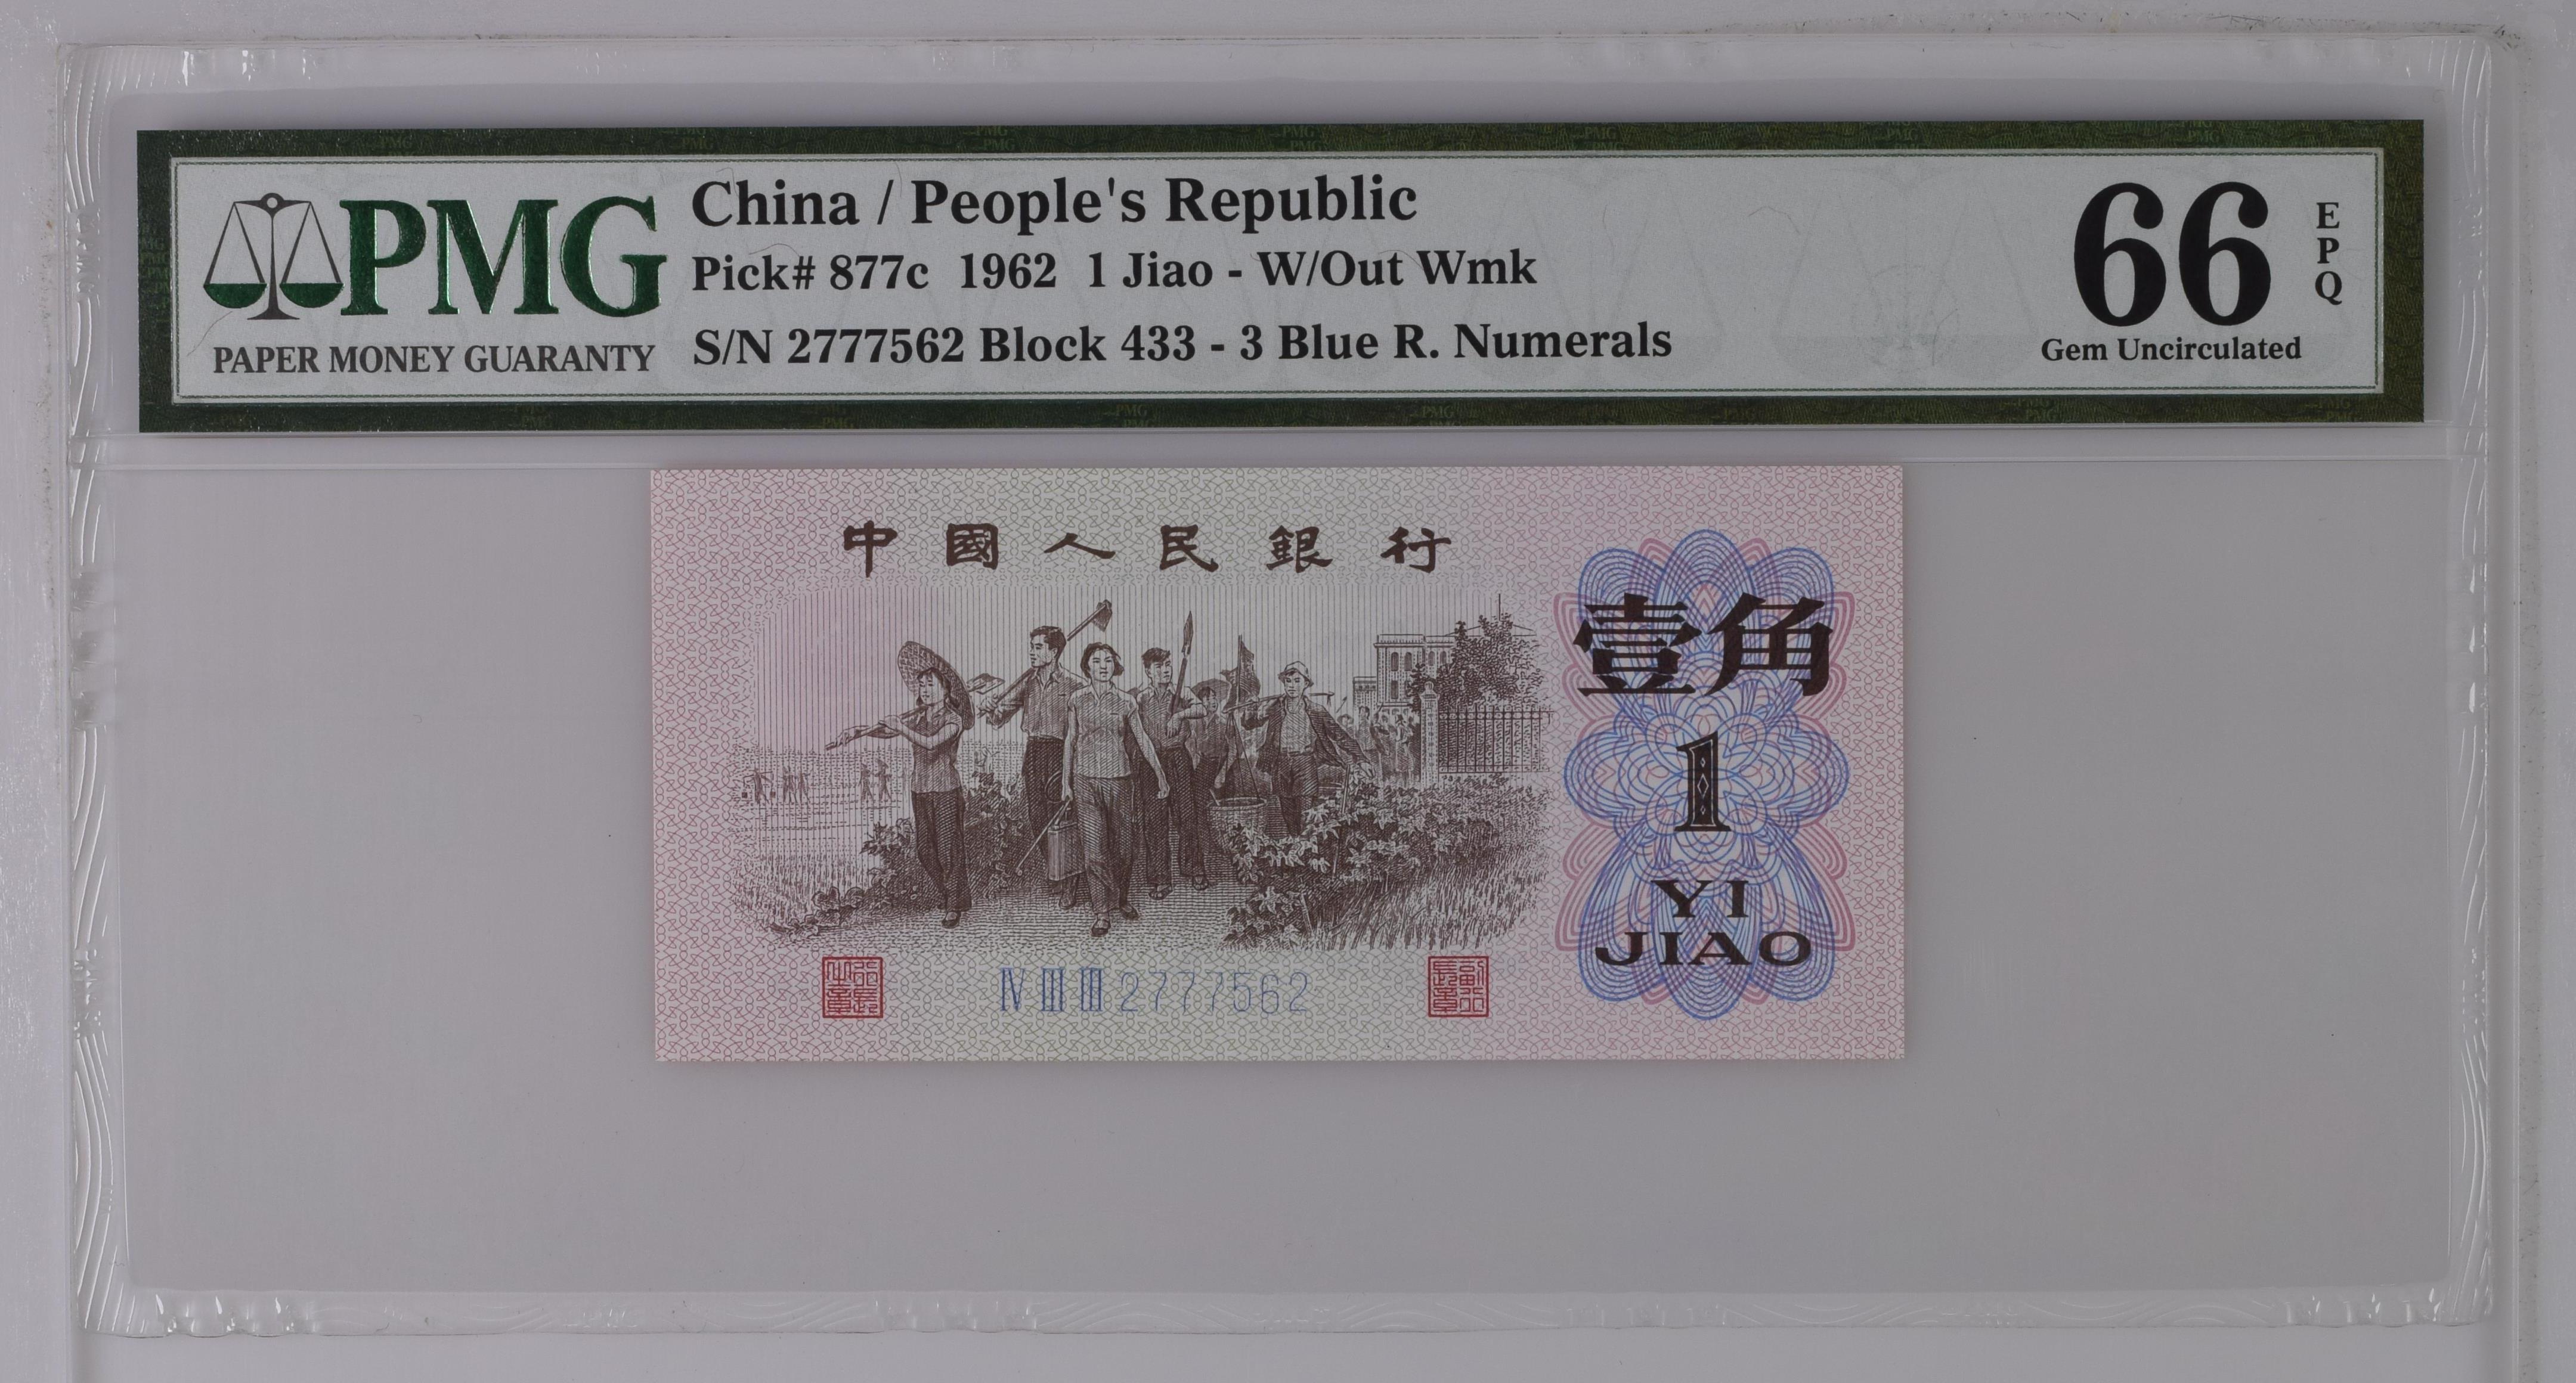 PMG
PAPER MONEY GUARANTY
China / People's Republic
Pick# 877c 1962 1 Jiao - W/Out Wmk
S/N 2777562 Block 433 - 3 Blue R. Numerals
66
EPQ
Gem Uncirculated
中國人民銀行
壹角
1
YI
JIAO
IV III III 2777562